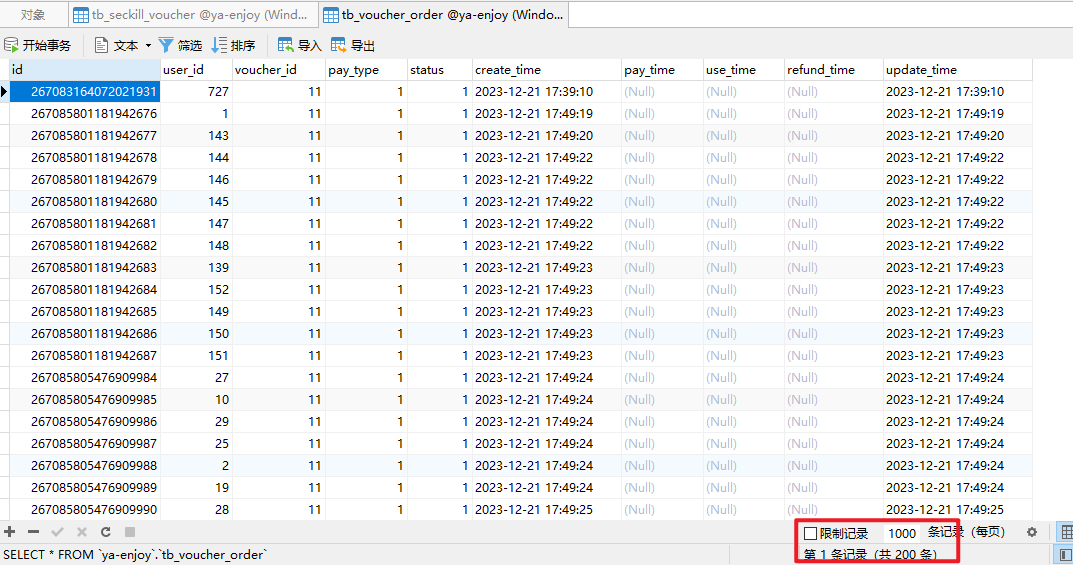 对象 tb_seckill_voucher @ya-enjoy (Wind... tb_voucher_order @ya-enjoy (Windo...
开始事务 文本 筛选 排序 导入 导出
id user_id voucher_id pay_type status create_time pay_time use_time refund_time update_time
267083164072021931 727 11 1 1 2023-12-21 17:39:10 (Null) (Null) (Null) 2023-12-21 17:39:10
267085801181942676 1 11 1 1 2023-12-21 17:49:19 (Null) (Null) (Null) 2023-12-21 17:49:19
267085801181942677 143 11 1 1 2023-12-21 17:49:20 (Null) (Null) (Null) 2023-12-21 17:49:20
267085801181942678 144 11 1 1 2023-12-21 17:49:22 (Null) (Null) (Null) 2023-12-21 17:49:22
267085801181942679 146 11 1 1 2023-12-21 17:49:22 (Null) (Null) (Null) 2023-12-21 17:49:22
267085801181942680 145 11 1 1 2023-12-21 17:49:22 (Null) (Null) (Null) 2023-12-21 17:49:22
267085801181942681 147 11 1 1 2023-12-21 17:49:22 (Null) (Null) (Null) 2023-12-21 17:49:22
267085801181942682 148 11 1 1 2023-12-21 17:49:22 (Null) (Null) (Null) 2023-12-21 17:49:22
267085801181942683 139 11 1 1 2023-12-21 17:49:23 (Null) (Null) (Null) 2023-12-21 17:49:23
267085801181942684 152 11 1 1 2023-12-21 17:49:23 (Null) (Null) (Null) 2023-12-21 17:49:23
267085801181942685 149 11 1 1 2023-12-21 17:49:23 (Null) (Null) (Null) 2023-12-21 17:49:23
267085801181942686 150 11 1 1 2023-12-21 17:49:23 (Null) (Null) (Null) 2023-12-21 17:49:23
267085801181942687 151 11 1 1 2023-12-21 17:49:23 (Null) (Null) (Null) 2023-12-21 17:49:23
267085805476909984 27 11 1 1 2023-12-21 17:49:24 (Null) (Null) (Null) 2023-12-21 17:49:24
267085805476909985 10 11 1 1 2023-12-21 17:49:24 (Null) (Null) (Null) 2023-12-21 17:49:24
267085805476909986 29 11 1 1 2023-12-21 17:49:24 (Null) (Null) (Null) 2023-12-21 17:49:24
267085805476909987 25 11 1 1 2023-12-21 17:49:24 (Null) (Null) (Null) 2023-12-21 17:49:24
267085805476909988 2 11 1 1 2023-12-21 17:49:24 (Null) (Null) (Null) 2023-12-21 17:49:24
267085805476909989 19 11 1 1 2023-12-21 17:49:24 (Null) (Null) (Null) 2023-12-21 17:49:24
267085805476909990 28 11 1 1 2023-12-21 17:49:25 (Null) (Null) (Null) 2023-12-21 17:49:25
限制记录 1000 条记录 (每页)
SELECT * FROM `ya-enjoy`.`tb_voucher_order` 第 1 条记录 (共 200 条)